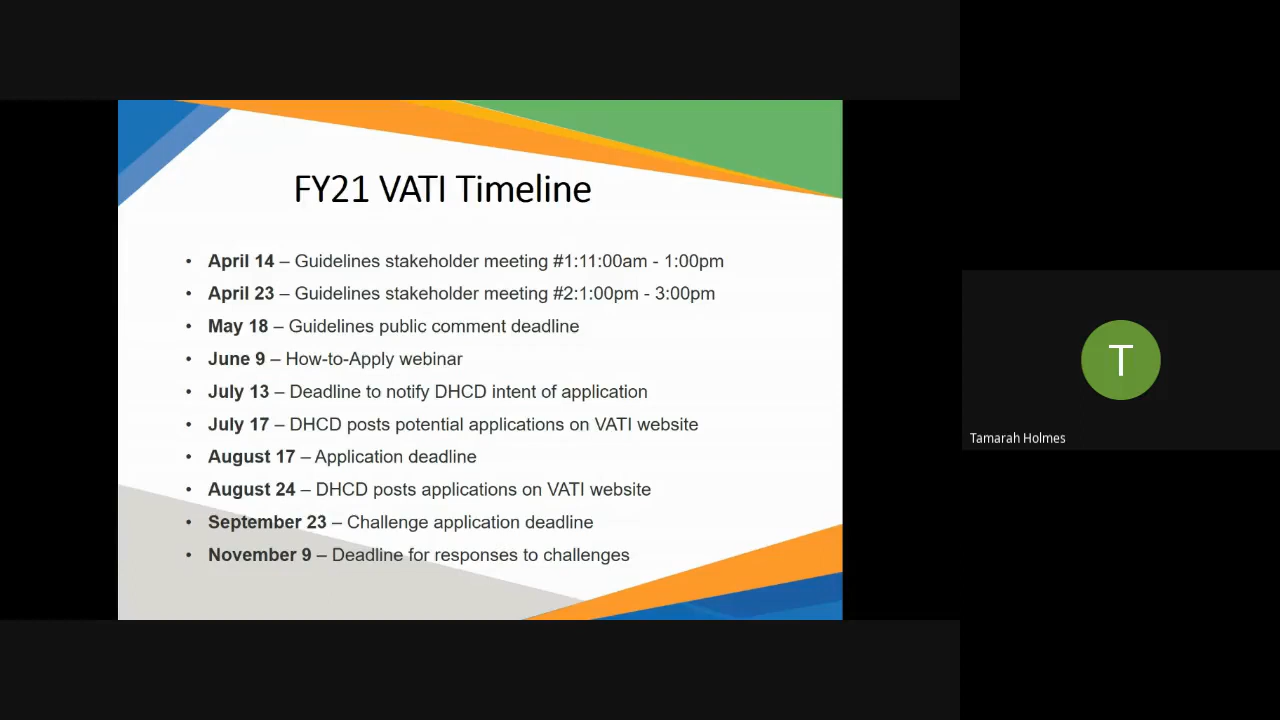 FY21 VATI Timeline
• April 14 – Guidelines stakeholder meeting #1:11:00am - 1:00pm
• April 23 – Guidelines stakeholder meeting #2:1:00pm - 3:00pm
• May 18 – Guidelines public comment deadline
• June 9 – How-to-Apply webinar
• July 13 – Deadline to notify DHCD intent of application
• July 17 – DHCD posts potential applications on VATI website
• August 17 – Application deadline
• August 24 – DHCD posts applications on VATI website
• September 23 – Challenge application deadline
• November 9 – Deadline for responses to challenges
T
Tamarah Holmes